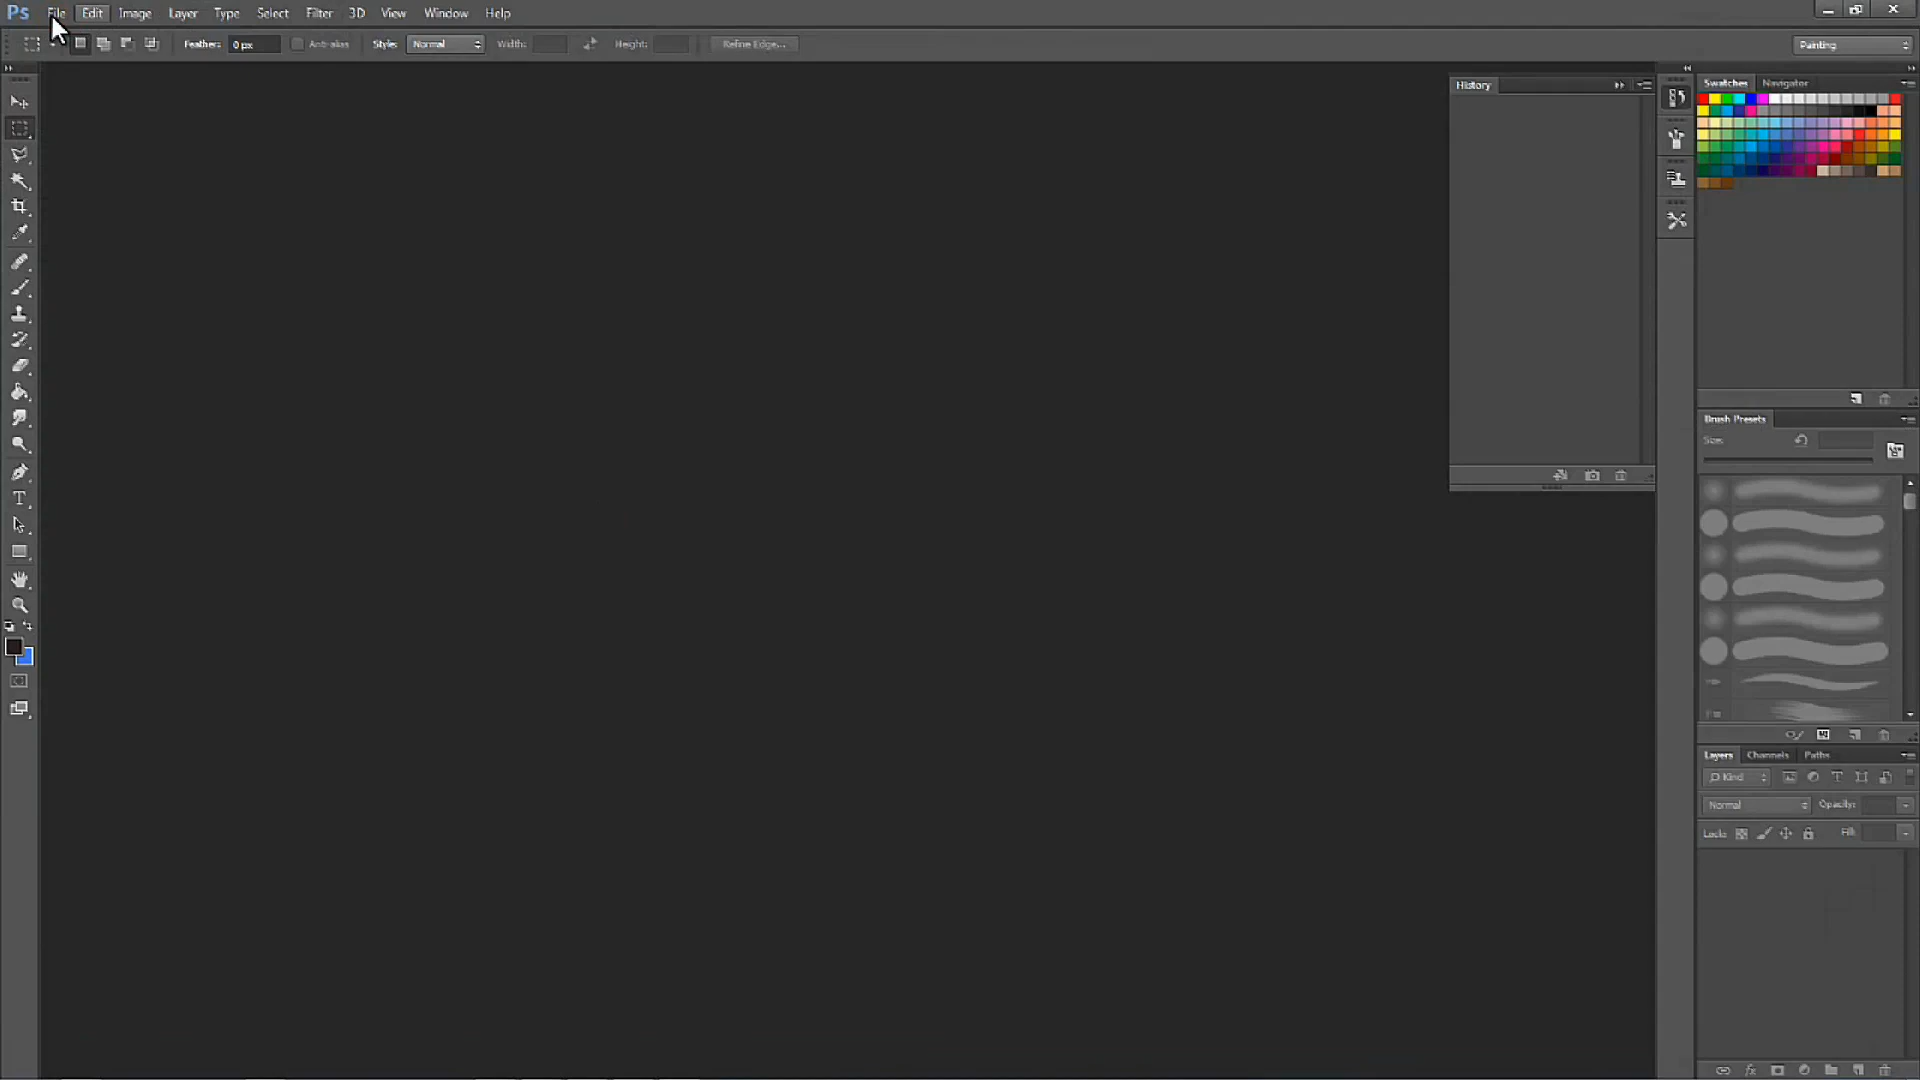 Ps File Edit Image Layer Type Select Filter 3D View Window Help
Feather: 0 px Anti-alias Style: Normal Width: Height: Refine Edge... Painting
History
Swatches Navigator
Brush Presets
Size:
Layers Channels Paths
Kind
Normal Opacity:
Lock: Fill: